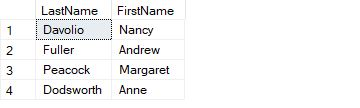 LastName FirstName
1 Davolio Nancy
2 Fuller Andrew
3 Peacock Margaret
4 Dodsworth Anne